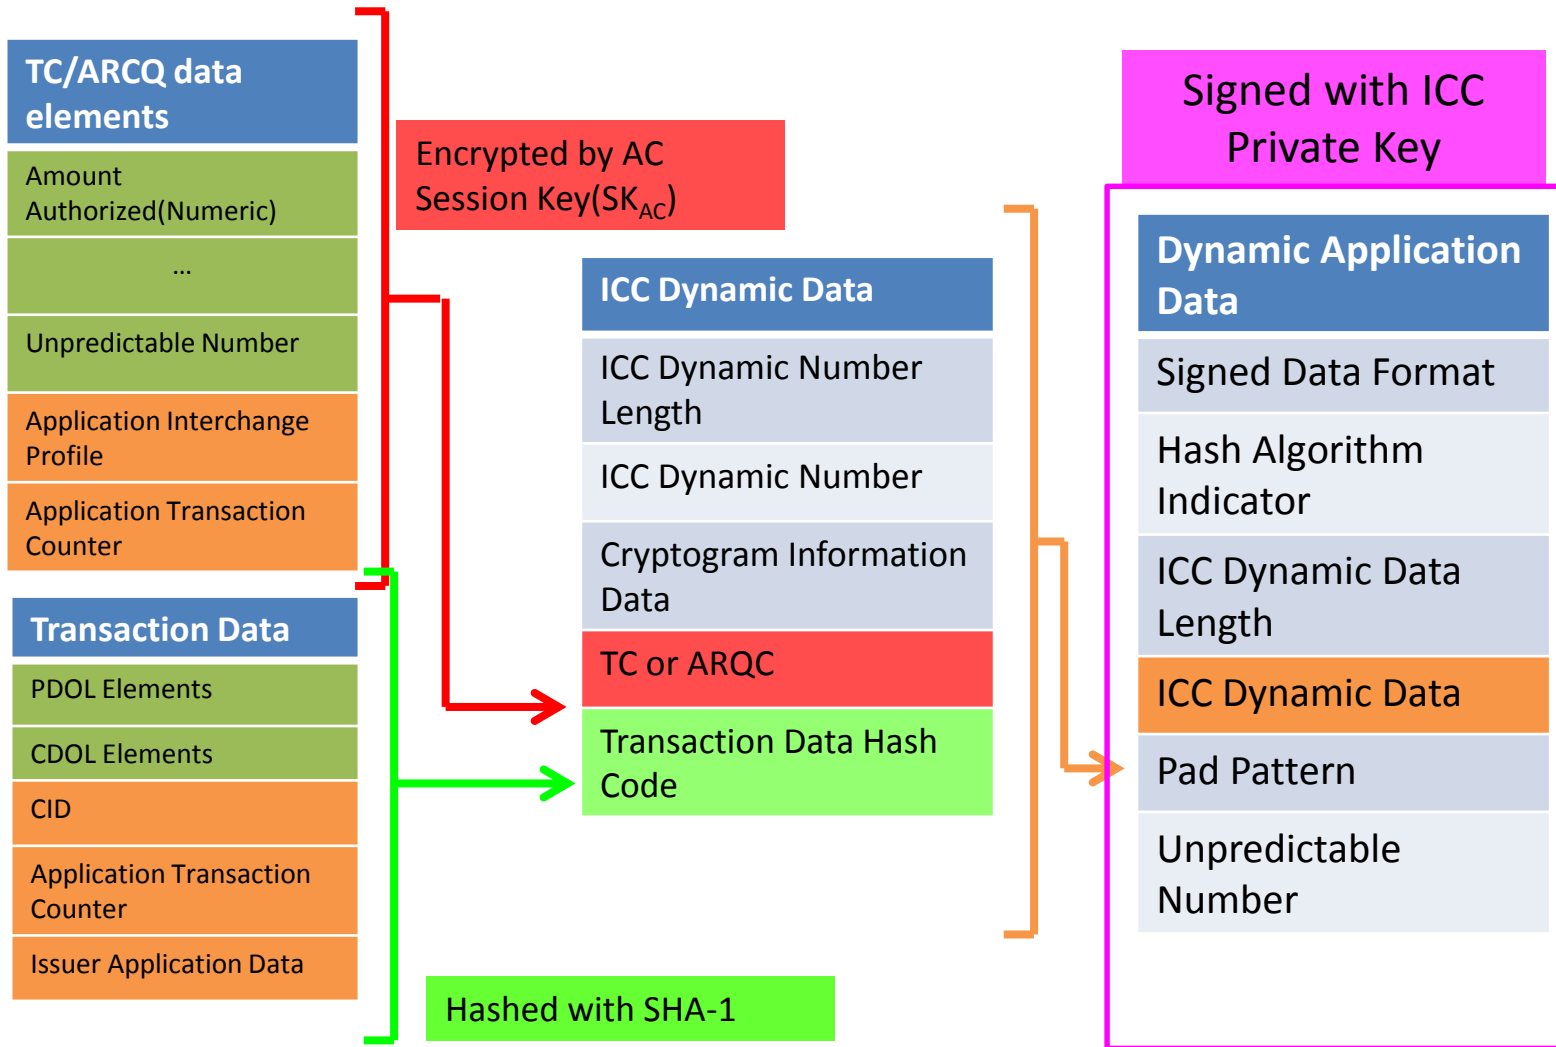 TC/ARCQ data
elements
Amount
Authorized(Numeric)
...
Unpredictable Number
Application Interchange
Profile
Application Transaction
Counter
Transaction Data
PDOL Elements
CDOL Elements
CID
Application Transaction
Counter
Issuer Application Data
Encrypted by AC
Session Key(SKAC)
Hashed with SHA-1
ICC Dynamic Data
ICC Dynamic Number
Length
ICC Dynamic Number
Cryptogram Information
Data
TC or ARQC
Transaction Data Hash
Code
Signed with ICC
Private Key
Dynamic Application
Data
Signed Data Format
Hash Algorithm
Indicator
ICC Dynamic Data
Length
ICC Dynamic Data
Pad Pattern
Unpredictable
Number